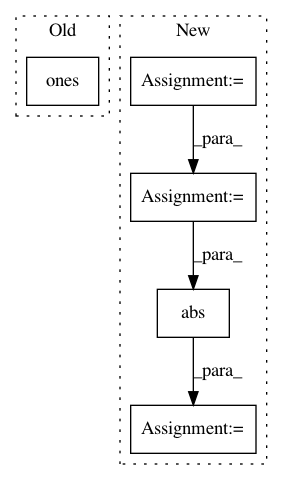 Old
New
ones
Assignment:=
_para_
Assignment:=
_para_
abs
_para_
Assignment:=